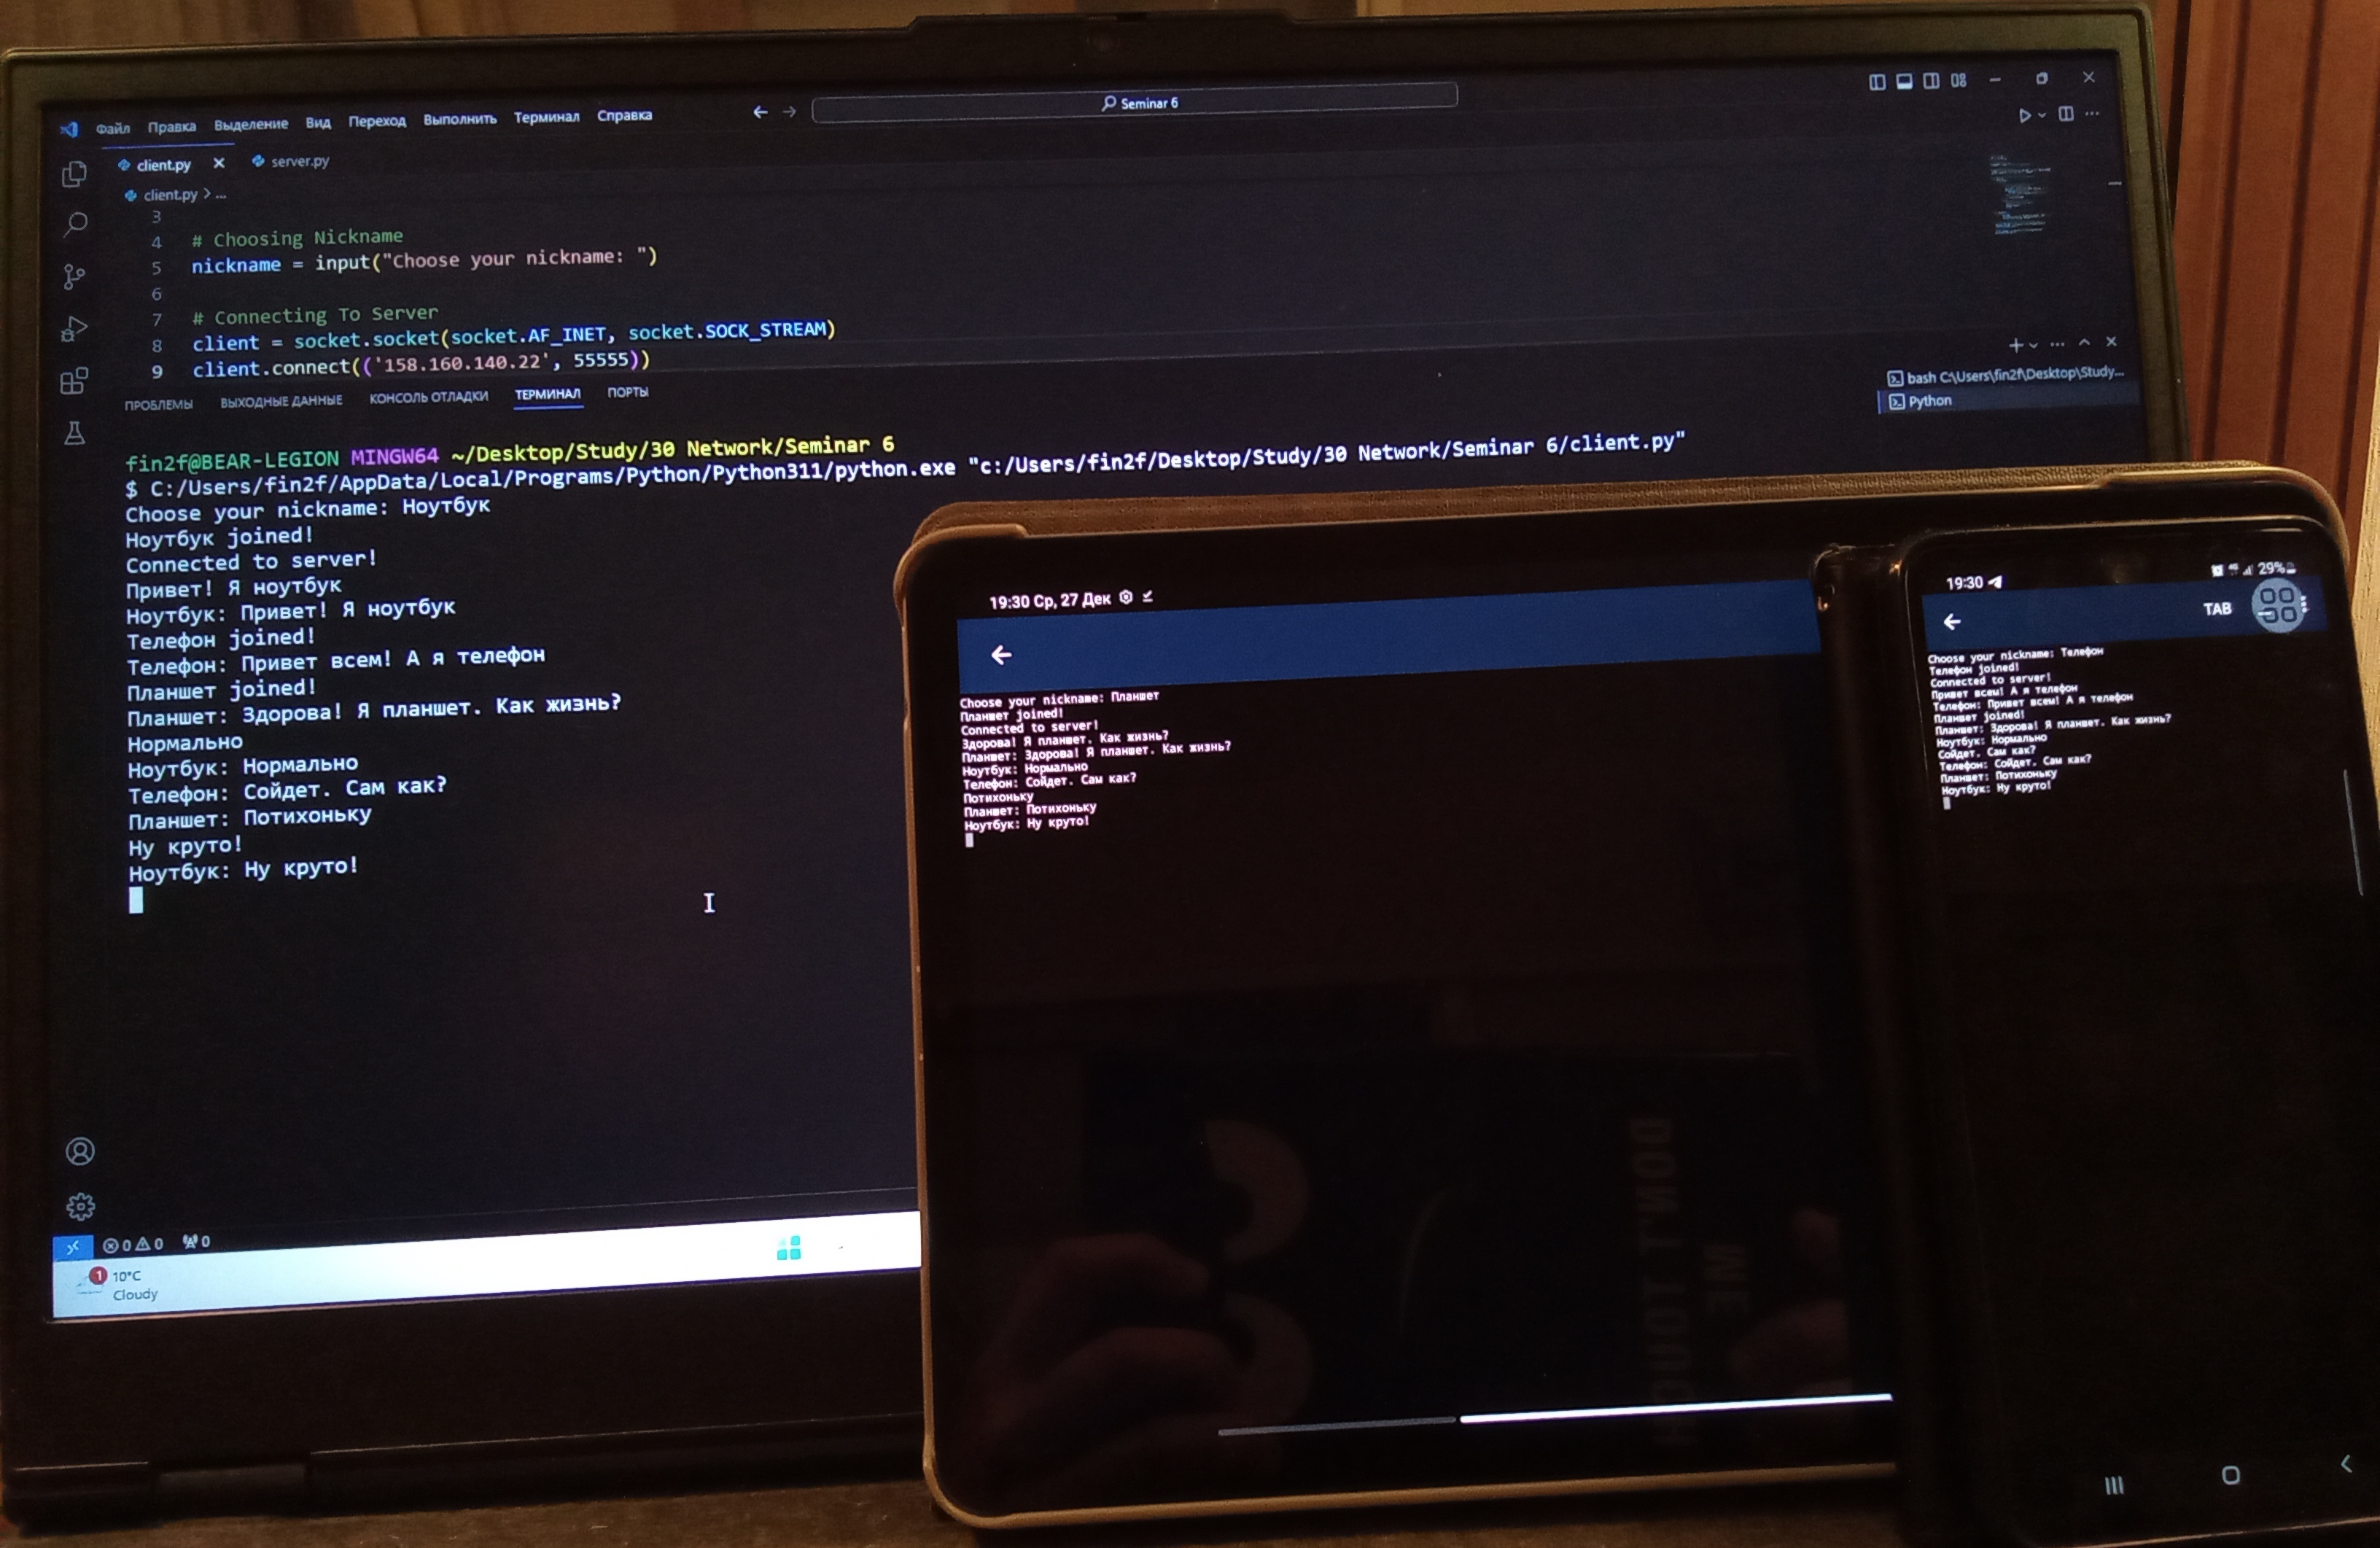 Файл Правка Выделение Вид Переход Выполнить Терминал Справка
Seminar 6
client.py
server.py
client.py > ...
3
4 # Choosing Nickname
5 nickname = input("Choose your nickname: ")
6
7 # Connecting To Server
8 client = socket.socket(socket.AF_INET, socket.SOCK_STREAM)
9 client.connect(('158.160.140.22', 55555))
ПРОБЛЕМЫ ВЫХОДНЫЕ ДАННЫЕ КОНСОЛЬ ОТЛАДКИ ТЕРМИНАЛ ПОРТЫ
bash C:\Users\fin2f\Desktop\Study...
Python
fin2f@BEAR-LEGION MINGW64 ~/Desktop/Study/30 Network/Seminar 6
$ C:/Users/fin2f/AppData/Local/Programs/Python/Python311/python.exe "c:/Users/fin2f/Desktop/Study/30 Network/Seminar 6/client.py"
Choose your nickname: Ноутбук
Ноутбук joined!
Connected to server!
Привет! Я ноутбук
Ноутбук: Привет! Я ноутбук
Телефон joined!
Телефон: Привет всем! А я телефон
Планшет joined!
Планшет: Здорова! Я планшет. Как жизнь?
Нормально
Ноутбук: Нормально
Телефон: Сойдет. Сам как?
Планшет: Потихоньку
Ну круто!
Ноутбук: Ну круто!
0 0 0
1
10°C
Cloudy
19:30 Ср, 27 Дек
Choose your nickname: Планшет
Планшет joined!
Connected to server!
Здорова! Я планшет. Как жизнь?
Планшет: Здорова! Я планшет. Как жизнь?
Ноутбук: Нормально
Телефон: Сойдет. Сам как?
Потихоньку
Планшет: Потихоньку
Ноутбук: Ну круто!
19:30
29%
TAB
Choose your nickname: Телефон
Телефон joined!
Connected to server!
Привет всем! А я телефон
Телефон: Привет всем! А я телефон
Планшет joined!
Планшет: Здорова! Я планшет. Как жизнь?
Ноутбук: Нормально
Сойдет. Сам как?
Телефон: Сойдет. Сам как?
Планшет: Потихоньку
Ноутбук: Ну круто!
DON'T TOUCH
ME